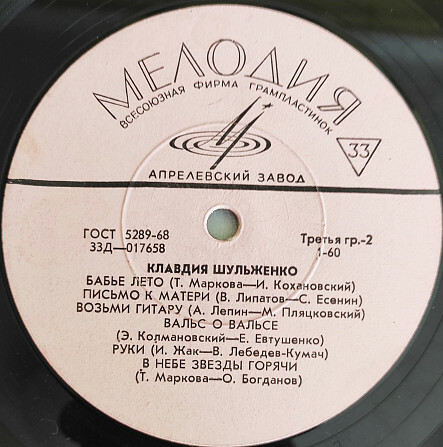 МЕЛОДИЯ
ВСЕСОЮЗНАЯ ФИРМА ГРАМПЛАСТИНОК
33
АПРЕЛЕВСКИЙ ЗАВОД
ГОСТ 5289-68
33Д—017658
Третья гр.-2
1-60
КЛАВДИЯ ШУЛЬЖЕНКО
БАБЬЕ ЛЕТО (Т. Маркова—И. Кохановский)
ПИСЬМО К МАТЕРИ (В. Липатов—С. Есенин)
ВОЗЬМИ ГИТАРУ (А. Лепин—М. Пляцковский)
ВАЛЬС О ВАЛЬСЕ
(Э. Колмановский—Е. Евтушенко)
РУКИ (И. Жак—В. Лебедев-Кумач)
В НЕБЕ ЗВЕЗДЫ ГОРЯЧИ
(Т. Маркова—О. Богданов)